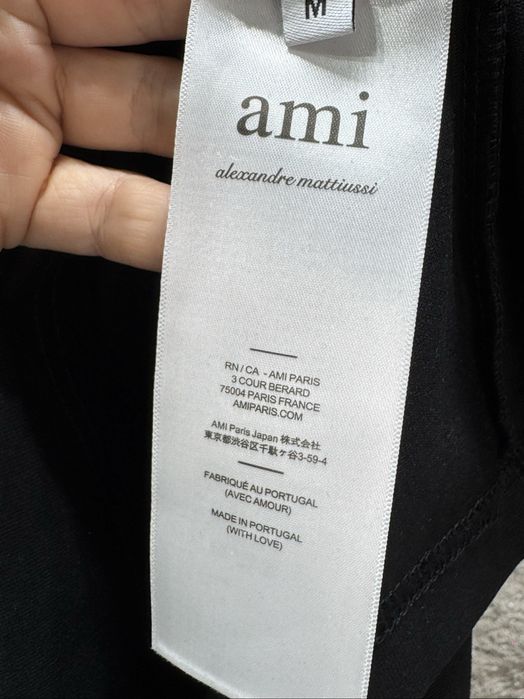 M
ami
alexandre mattiussi
RN / CA - AMI PARIS
3 COUR BERARD
75004 PARIS FRANCE
AMIPARIS.COM
AMI Paris Japan 株式会社
東京都渋谷区千駄ヶ谷3-59-4
FABRIQUÉ AU PORTUGAL
(AVEC AMOUR)
MADE IN PORTUGAL
(WITH LOVE)